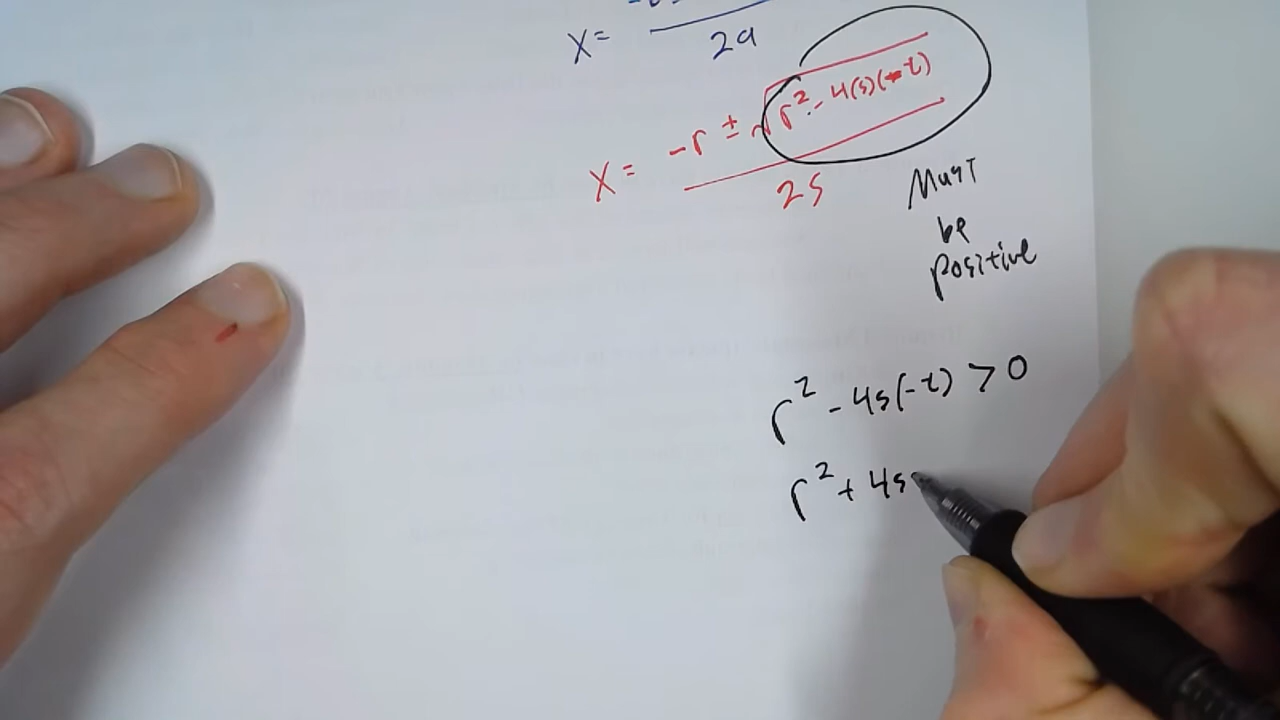 X=
2a
X= -r ± √r² - 4(s)(-t)
2s
Must
be
positive
r² - 4s(-t) > 0
r² + 4s